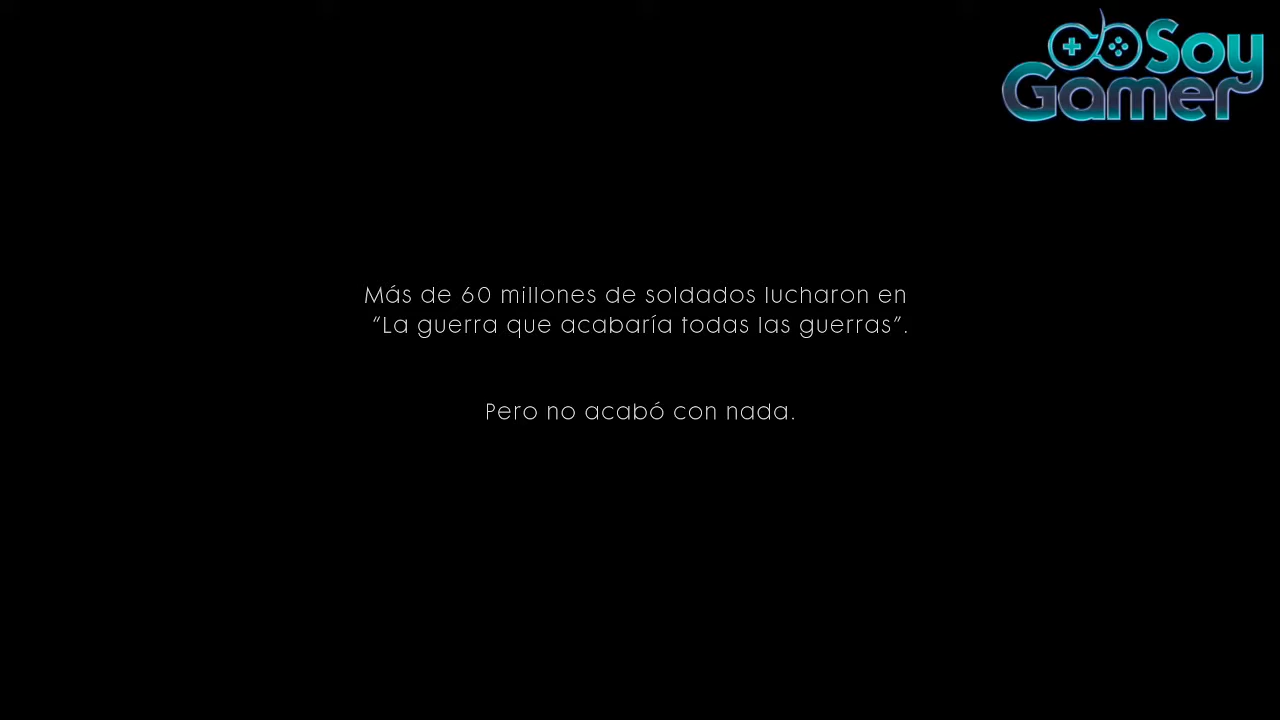 Soy
Gamer
Más de 60 millones de soldados lucharon en
“La guerra que acabaría todas las guerras”.
Pero no acabó con nada.